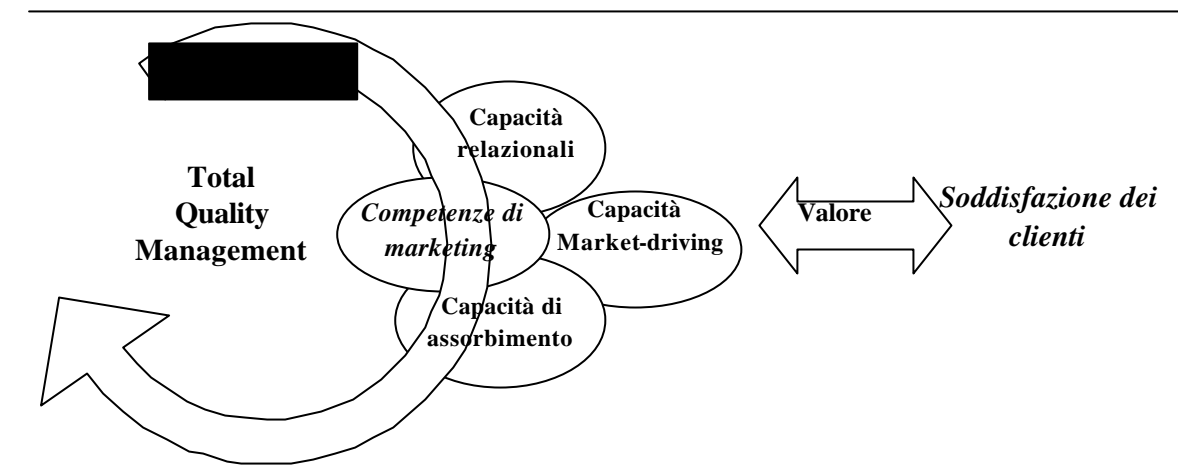 Total
Quality
Management
Capacità
relazionali
Competenze di
marketing
Capacità
Market-driving
Capacità di
assorbimento
Valore
Soddisfazione dei
clienti